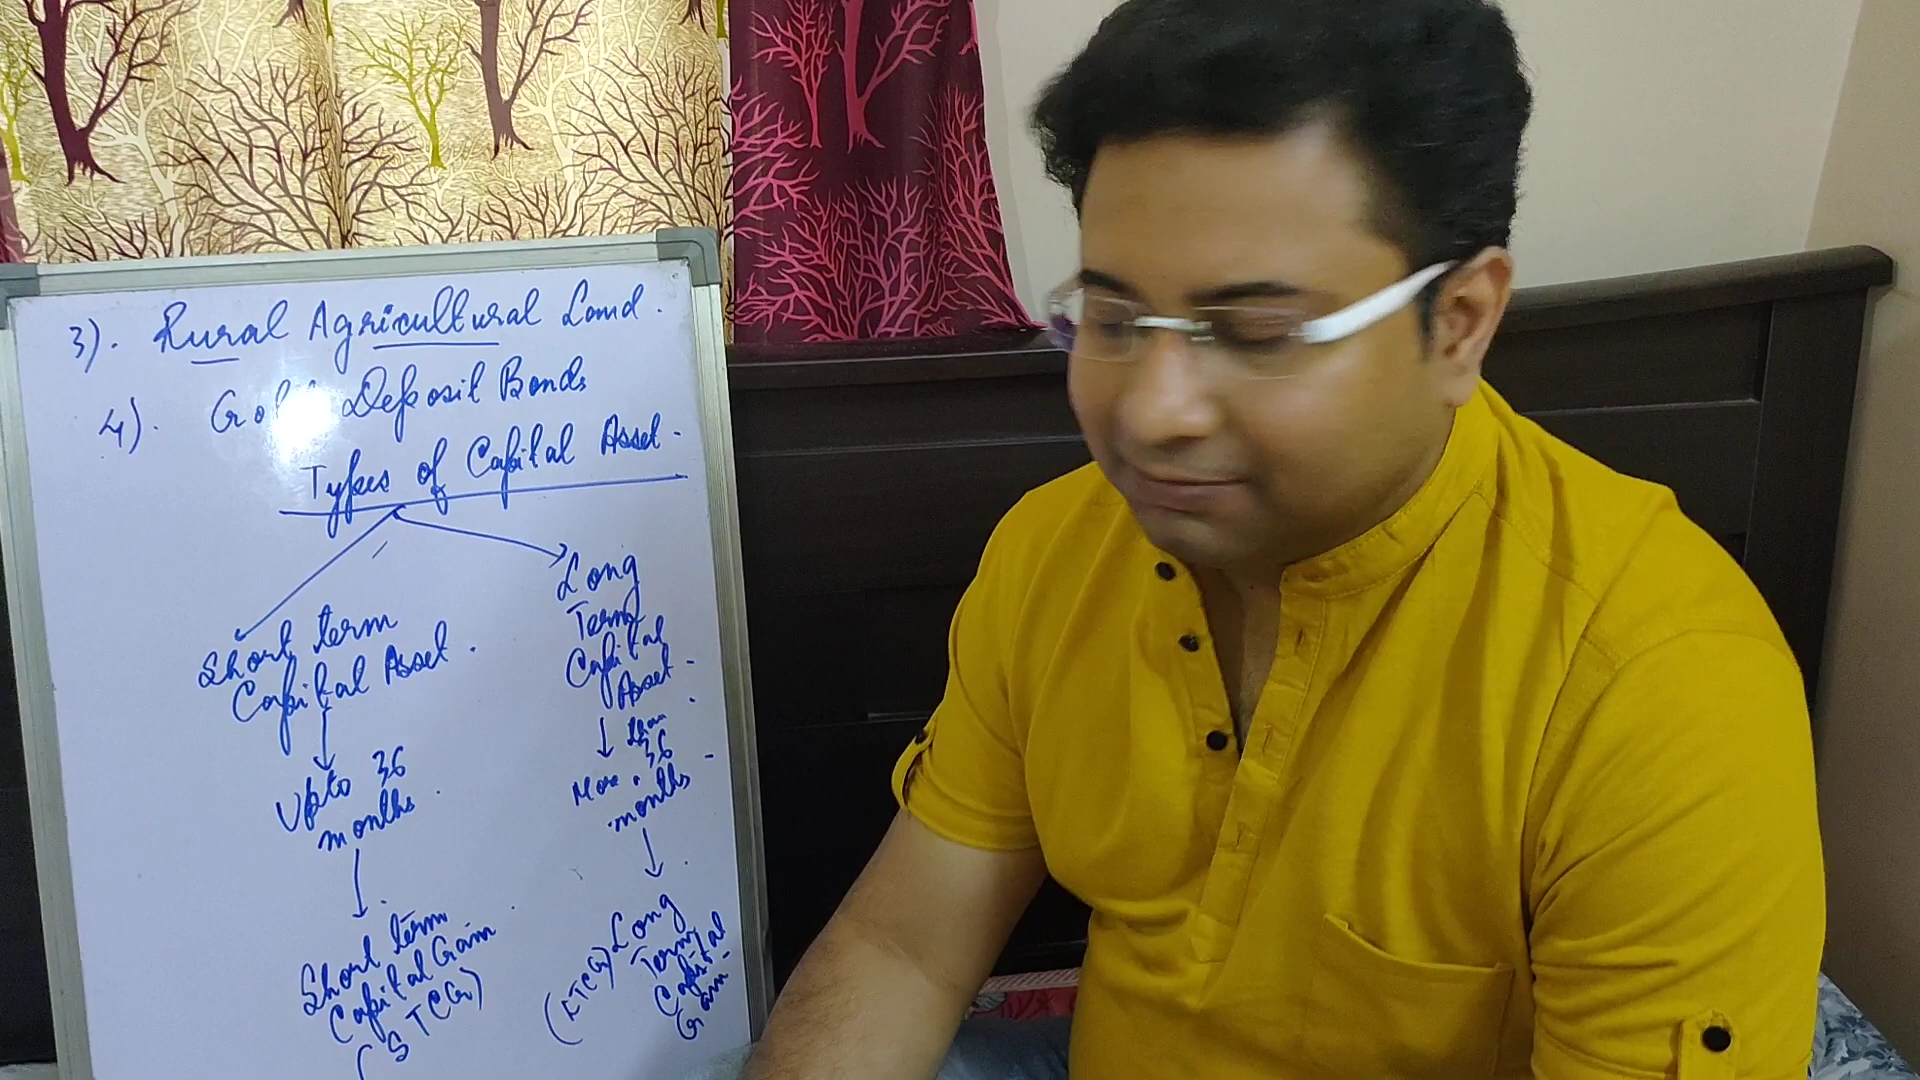 3). Rural Agricultural Land.
4). Gold Deposit Bonds
Types of Capital Asset.
Short term
Capital Asset.
Upto 36
months.
Short term
Capital Gain
(STCG)
Long
Term
Capital
Asset.
More than 36
months
Long
Term
Capital
Gain
(LTCG)